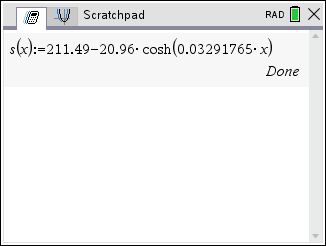 Scratchpad RAD
s(x):=211.49−20.96·cosh(0.03291765·x)
Done